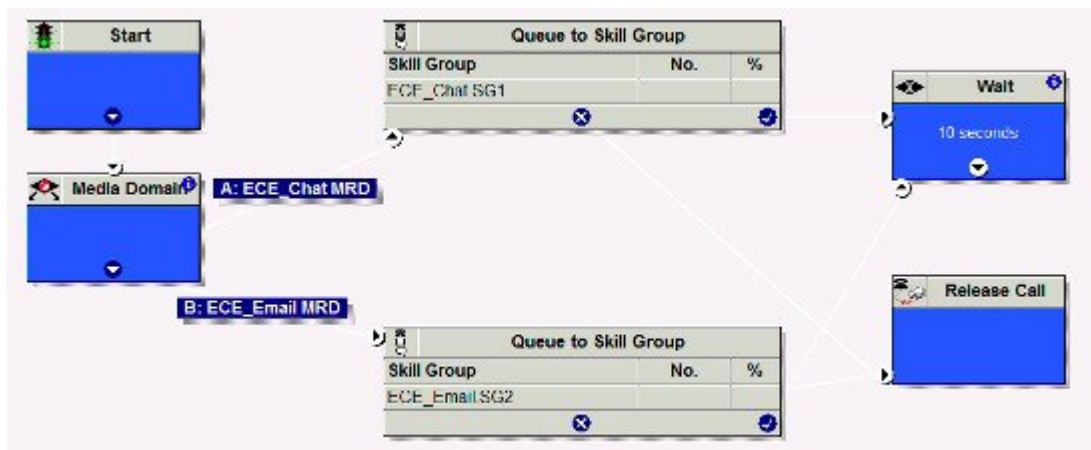 Start
Queue to Skill Group
Skill Group No. %
ECE_Chat SG1
Wait
10 seconds
Media Domain
A: ECE_Chat MRD
B: ECE_Email MRD
Release Call
Queue to Skill Group
Skill Group No. %
ECE_Email.SG2